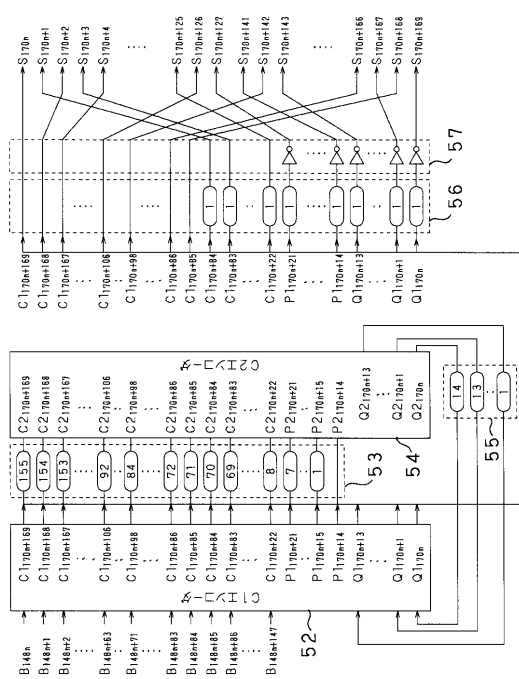 B148n
B148n+1
B148n+2
B148n+63
B148n+71
B148n+83
B148n+84
B148n+85
B148n+86
B148n+147
52
C1エンコーダ
C1170n+169
C1170n+168
C1170n+167
C1170n+106
C1170n+98
C1170n+86
C1170n+85
C1170n+84
C1170n+83
C1170n+22
P1170n+21
P1170n+15
P1170n+14
Q1170n+13
Q1170n+1
Q1170n
155
154
153
92
84
72
71
70
69
8
7
1
53
C2エンコーダ
C2170n+169
C2170n+168
C2170n+167
C2170n+106
C2170n+98
C2170n+86
C2170n+85
C2170n+84
C2170n+83
C2170n+22
P2170n+21
P2170n+15
P2170n+14
Q2170n+13
Q2170n+1
Q2170n
54
14
13
1
55
C1170n+169
C1170n+168
C1170n+167
C1170n+106
C1170n+98
C1170n+86
C1170n+85
C1170n+84
C1170n+83
C1170n+22
P1170n+21
P1170n+14
Q1170n+13
Q1170n+1
Q1170n
1
1
1
1
1
1
1
1
56
57
S170n
S170n+1
S170n+2
S170n+3
S170n+4
S170n+125
S170n+126
S170n+127
S170n+141
S170n+142
S170n+143
S170n+166
S170n+167
S170n+168
S170n+169